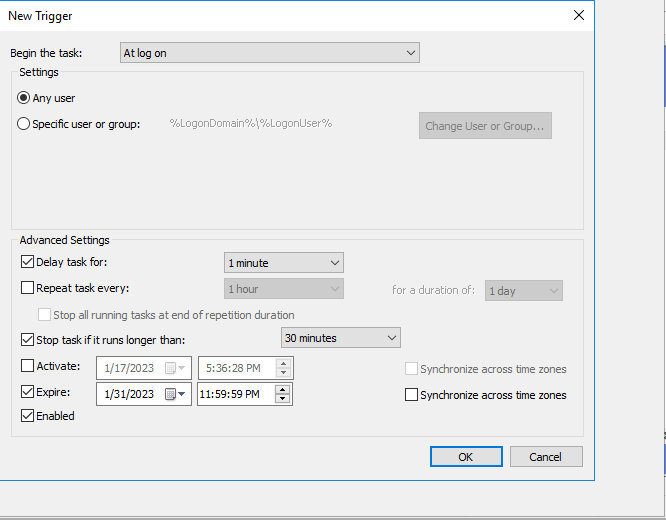 New Trigger
Begin the task: At log on
Settings
Any user
Specific user or group: %LogonDomain%\%LogonUser% Change User or Group...
Advanced Settings
Delay task for: 1 minute
Repeat task every: 1 hour for a duration of: 1 day
Stop all running tasks at end of repetition duration
Stop task if it runs longer than: 30 minutes
Activate: 1/17/2023 5:36:28 PM Synchronize across time zones
Expire: 1/31/2023 11:59:59 PM Synchronize across time zones
Enabled
OK Cancel